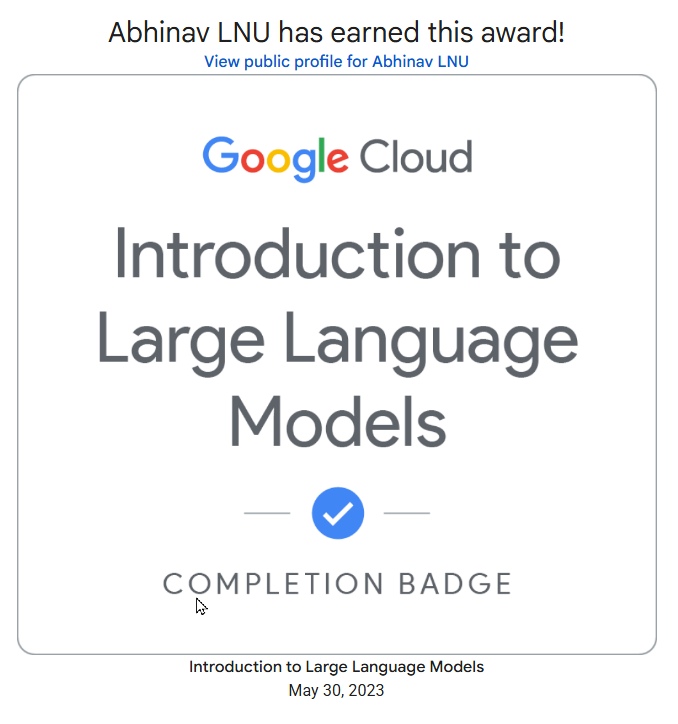 Abhinav LNU has earned this award!
View public profile for Abhinav LNU
Google Cloud
Introduction to
Large Language
Models
COMPLETION BADGE
Introduction to Large Language Models
May 30, 2023